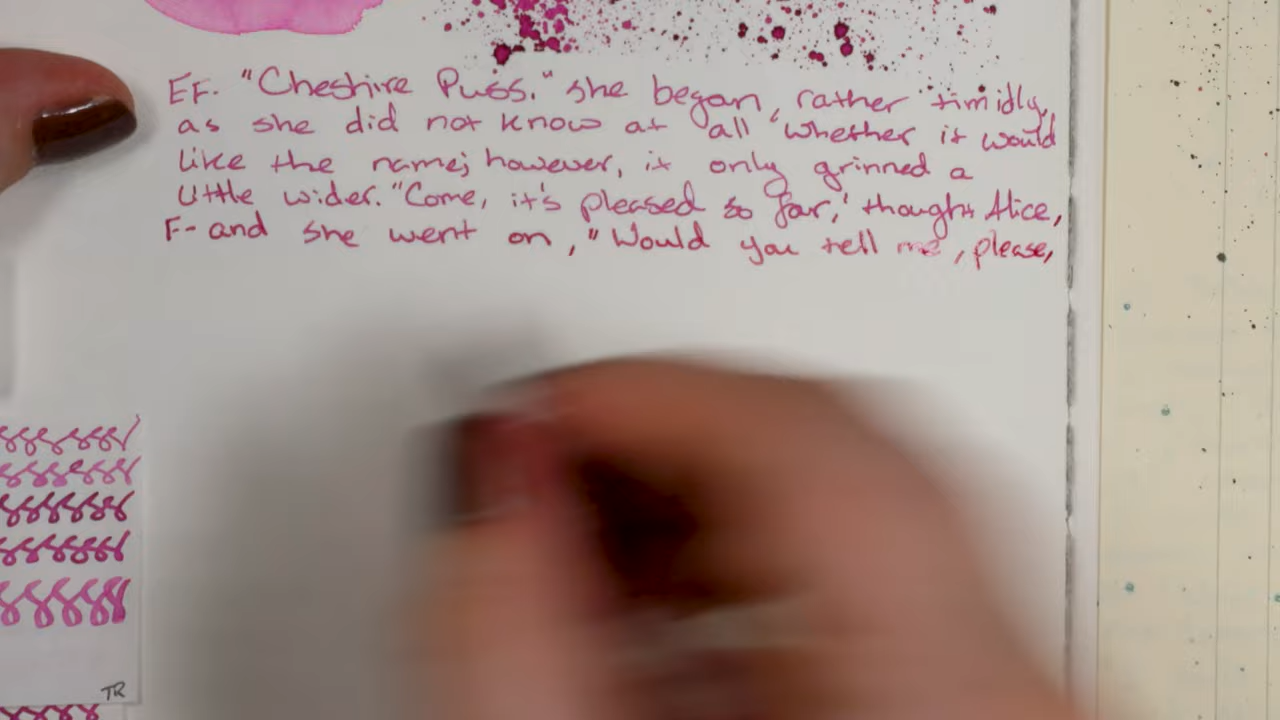 EF. "Cheshire Puss." she began, rather timidly,
as she did not know at all whether it would
like the name; however, it only grinned a
little wider. "Come, it's pleased so far,' thought Alice,
F- and she went on, "Would you tell me, please,
TR